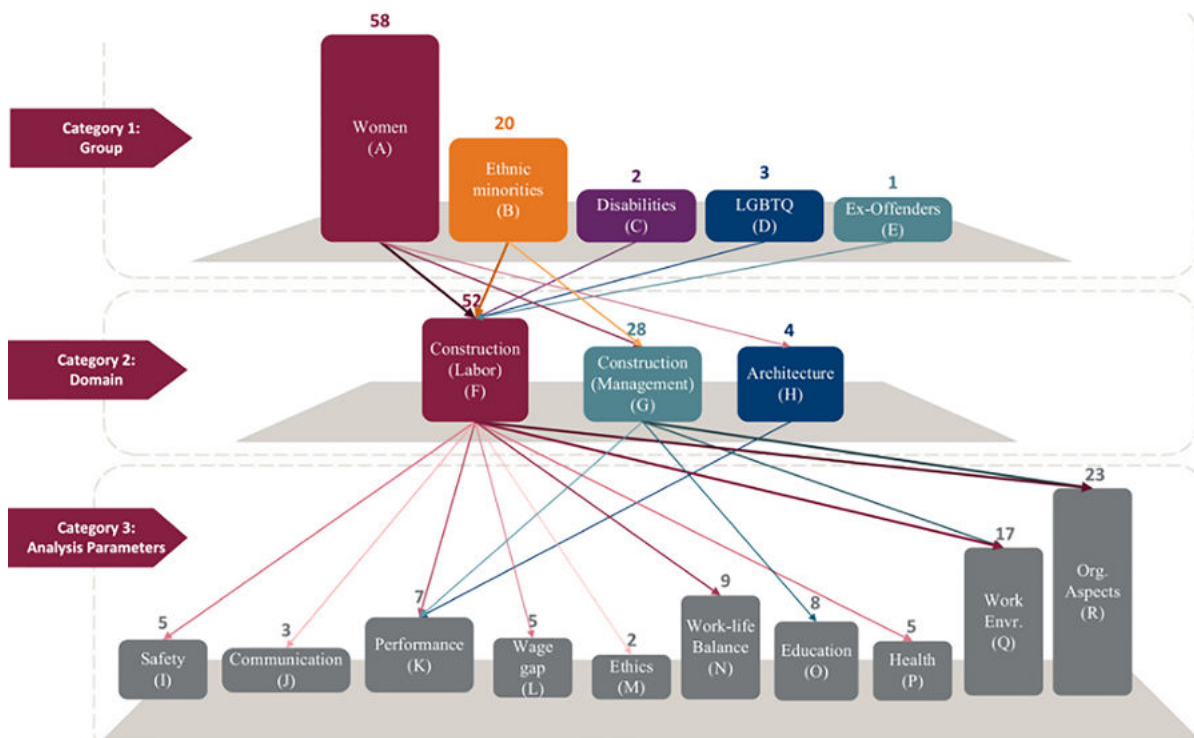 58
Category 1:
Group
Women
(A)
20
Ethnic
minorities
(B)
2
Disabilities
(C)
3
LGBTQ
(D)
1
Ex-Offenders
(E)
Category 2:
Domain
52
Construction
(Labor)
(F)
28
Construction
(Management)
(G)
4
Architecture
(H)
Category 3:
Analysis Parameters
5
Safety
(I)
3
Communication
(J)
7
Performance
(K)
5
Wage
gap
(L)
2
Ethics
(M)
9
Work-life
Balance
(N)
8
Education
(O)
5
Health
(P)
17
Work
Envr.
(Q)
23
Org.
Aspects
(R)